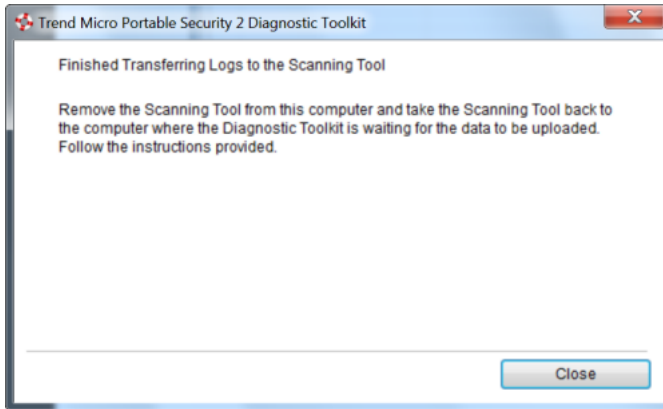 Trend Micro Portable Security 2 Diagnostic Toolkit
Finished Transferring Logs to the Scanning Tool
Remove the Scanning Tool from this computer and take the Scanning Tool back to
the computer where the Diagnostic Toolkit is waiting for the data to be uploaded.
Follow the instructions provided.
Close